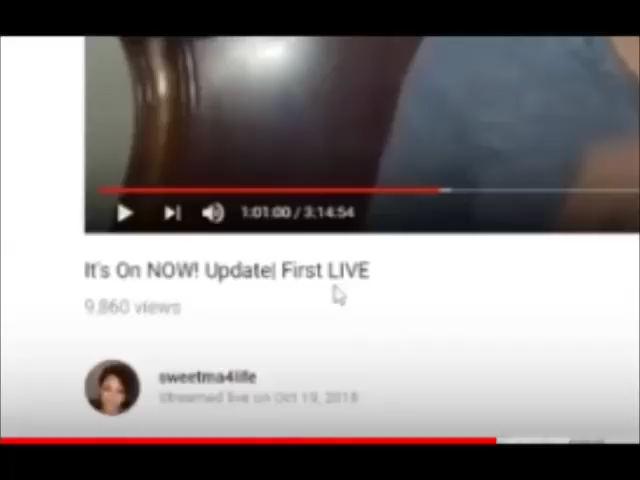 1:01:00 / 3:14:54
It's On NOW! Update| First LIVE
9,860 views
sweetma4life
Streamed live on Oct 19, 2018